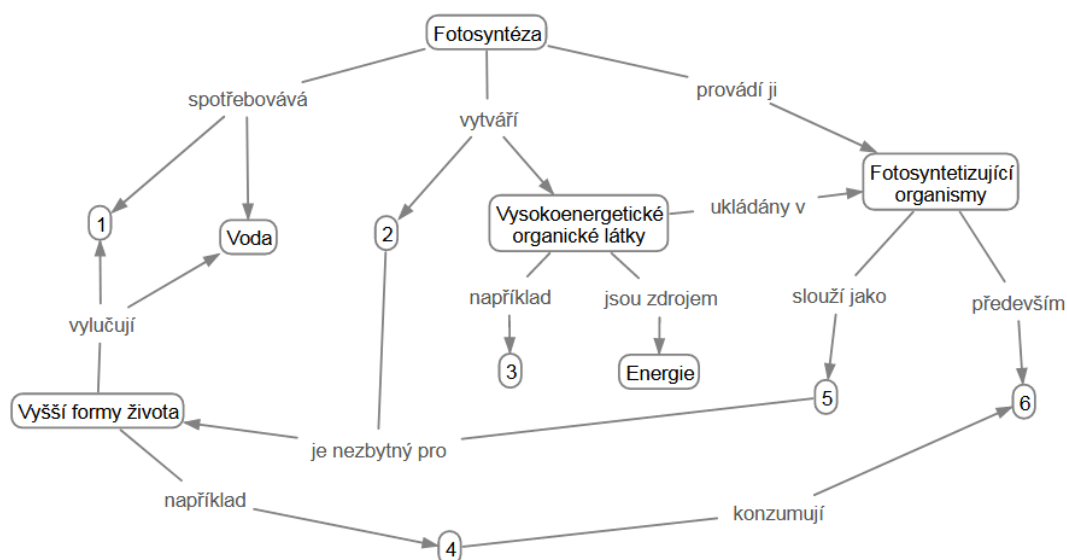 Fotosyntéza
spotřebovává
vytváří
provádí ji
Fotosyntetizující
organismy
1
Voda
2
Vysokoenergetické
organické látky
ukládány v
například
jsou zdrojem
slouží jako
především
vylučují
3
Energie
5
6
Vyšší formy života
je nezbytný pro
například
konzumují
4